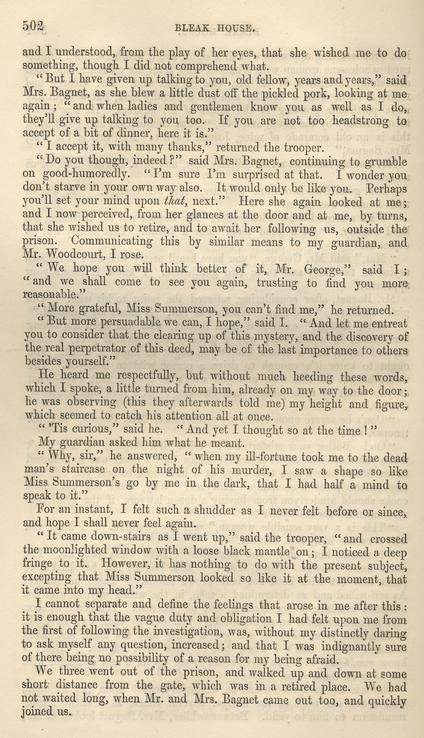 502 BLEAK HOUSE.
and I understood, from the play of her eyes, that she wished me to do
something, though I did not comprehend what.
"But I have given up talking to you, old fellow, years and years," said
Mrs. Bagnet, as she blew a little dust off the pickled pork, looking at me
again; "and when ladies and gentlemen know you as well as I do,
they'll give up talking to you too. If you are not too headstrong to
accept of a bit of dinner, here it is."
"I accept it, with many thanks," returned the trooper.
"Do you though, indeed?" said Mrs. Bagnet, continuing to grumble
on good-humoredly. "I'm sure I'm surprised at that. I wonder you
don't starve in your own way also. It would only be like you. Perhaps
you'll set your mind upon that, next." Here she again looked at me;
and I now perceived, from her glances at the door and at me, by turns,
that she wished us to retire, and to await her following us, outside the
prison. Communicating this by similar means to my guardian, and
Mr. Woodcourt, I rose.
"We hope you will think better of it, Mr. George," said I;
"and we shall come to see you again, trusting to find you more
reasonable."
"More grateful, Miss Summerson, you can't find me," he returned.
"But more persuadable we can, I hope," said I. "And let me entreat
you to consider that the clearing up of this mystery, and the discovery of
the real perpetrator of this deed, may be of the last importance to others
besides yourself."
He heard me respectfully, but without much heeding these words,
which I spoke, a little turned from him, already on my way to the door;
he was observing (this they afterwards told me) my height and figure,
which seemed to catch his attention all at once.
"'Tis curious," said he. "And yet I thought so at the time!"
My guardian asked him what he meant.
"Why, sir," he answered, "when my ill-fortune took me to the dead
man's staircase on the night of his murder, I saw a shape so like
Miss Summerson's go by me in the dark, that I had half a mind to
speak to it."
For an instant, I felt such a shudder as I never felt before or since,
and hope I shall never feel again.
"It came down-stairs as I went up," said the trooper, "and crossed
the moonlighted window with a loose black mantle on; I noticed a deep
fringe to it. However, it has nothing to do with the present subject,
excepting that Miss Summerson looked so like it at the moment, that
it came into my head."
I cannot separate and define the feelings that arose in me after this:
it is enough that the vague duty and obligation I had felt upon me from
the first of following the investigation, was, without my distinctly daring
to ask myself any question, increased; and that I was indignantly sure
of there being no possibility of a reason for my being afraid.
We three went out of the prison, and walked up and down at some
short distance from the gate, which was in a retired place. We had
not waited long, when Mr. and Mrs. Bagnet came out too, and quickly
joined us.